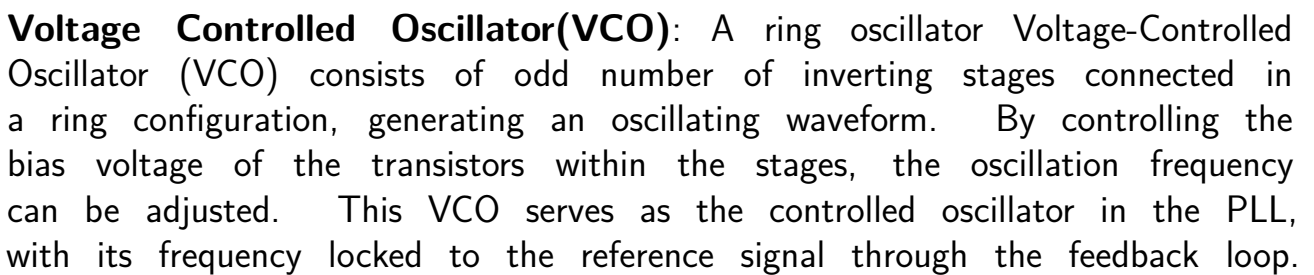 Voltage Controlled Oscillator(VCO): A ring oscillator Voltage-Controlled
Oscillator (VCO) consists of odd number of inverting stages connected in
a ring configuration, generating an oscillating waveform. By controlling the
bias voltage of the transistors within the stages, the oscillation frequency
can be adjusted. This VCO serves as the controlled oscillator in the PLL,
with its frequency locked to the reference signal through the feedback loop.